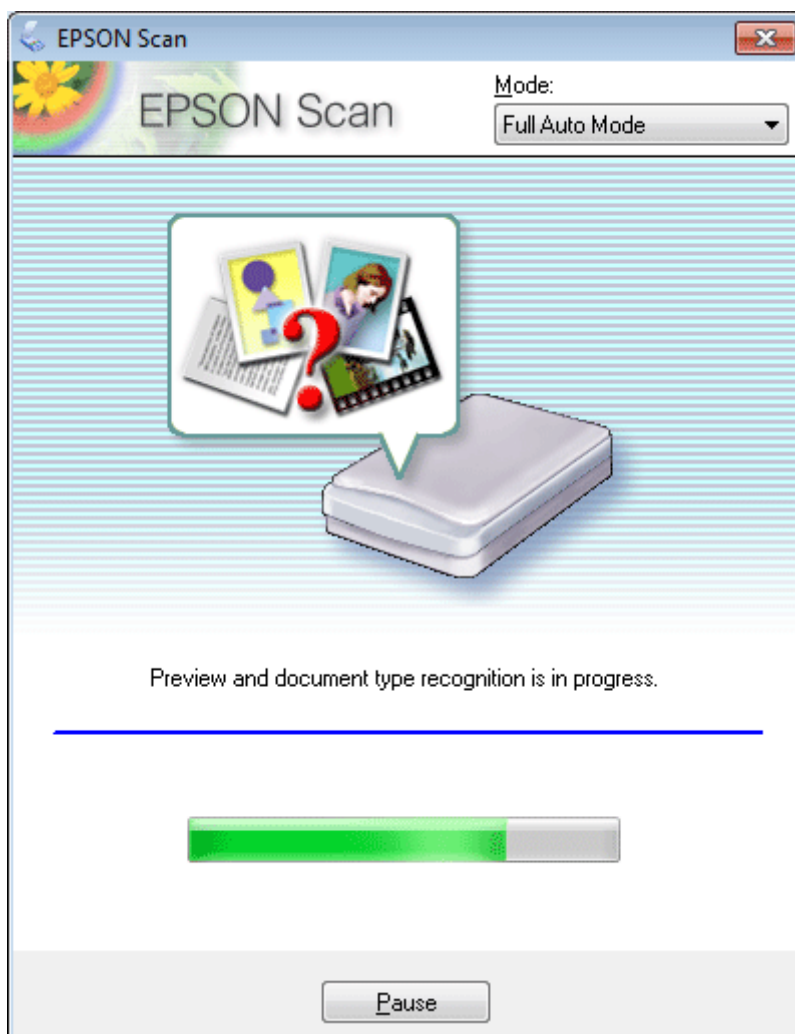 EPSON Scan
EPSON Scan
Mode:
Full Auto Mode
?
Preview and document type recognition is in progress.
Pause